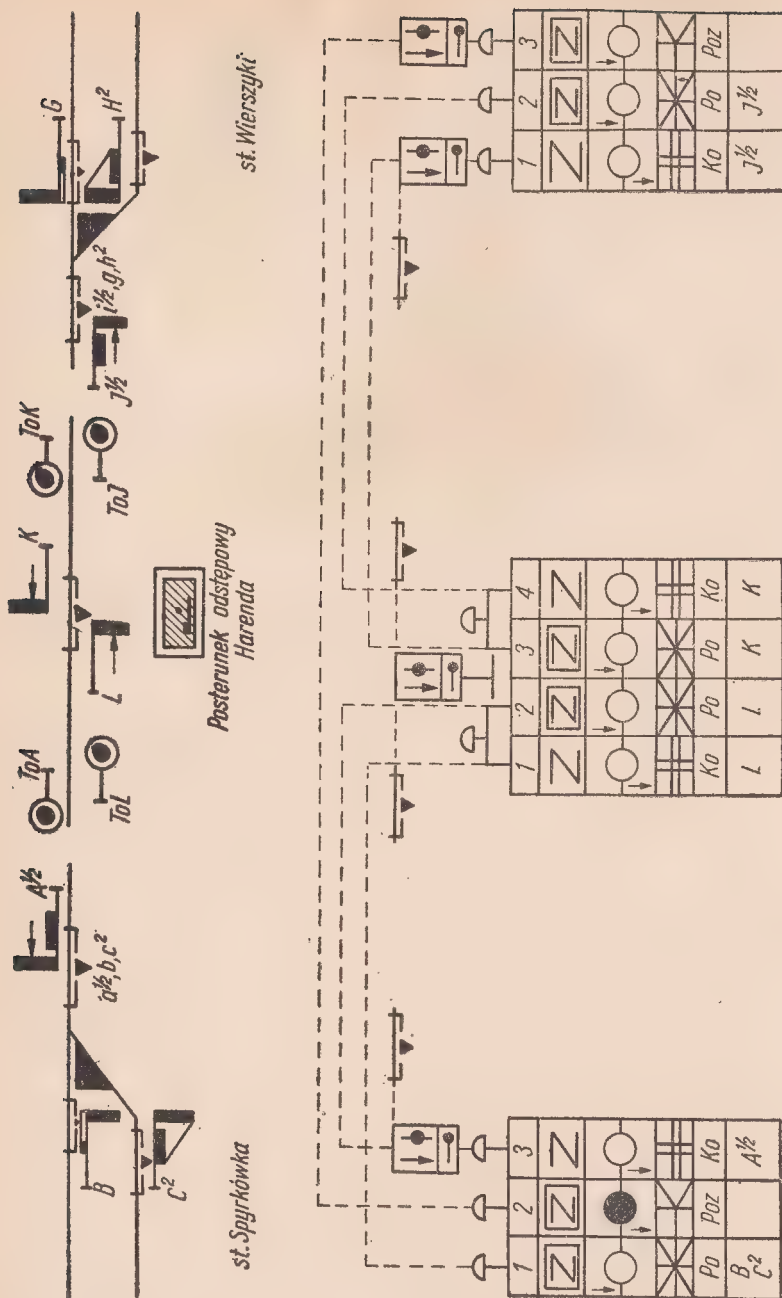 A½ ToA K ToK G
a½, b, c² i½, g, h² H²
B C² ToL L ToJ J½
st. Spyrkówka
Posterunek odstępowy
Harenda
st. Wierszyki
1 2 3
Z Z Z
Po Poz Ko
B
C² A½
1 2 3 4
Z Z Z Z
Ko Po Po Ko
L L K K
1 2 3
Z Z Z
Ko Po Poz
J½ J½